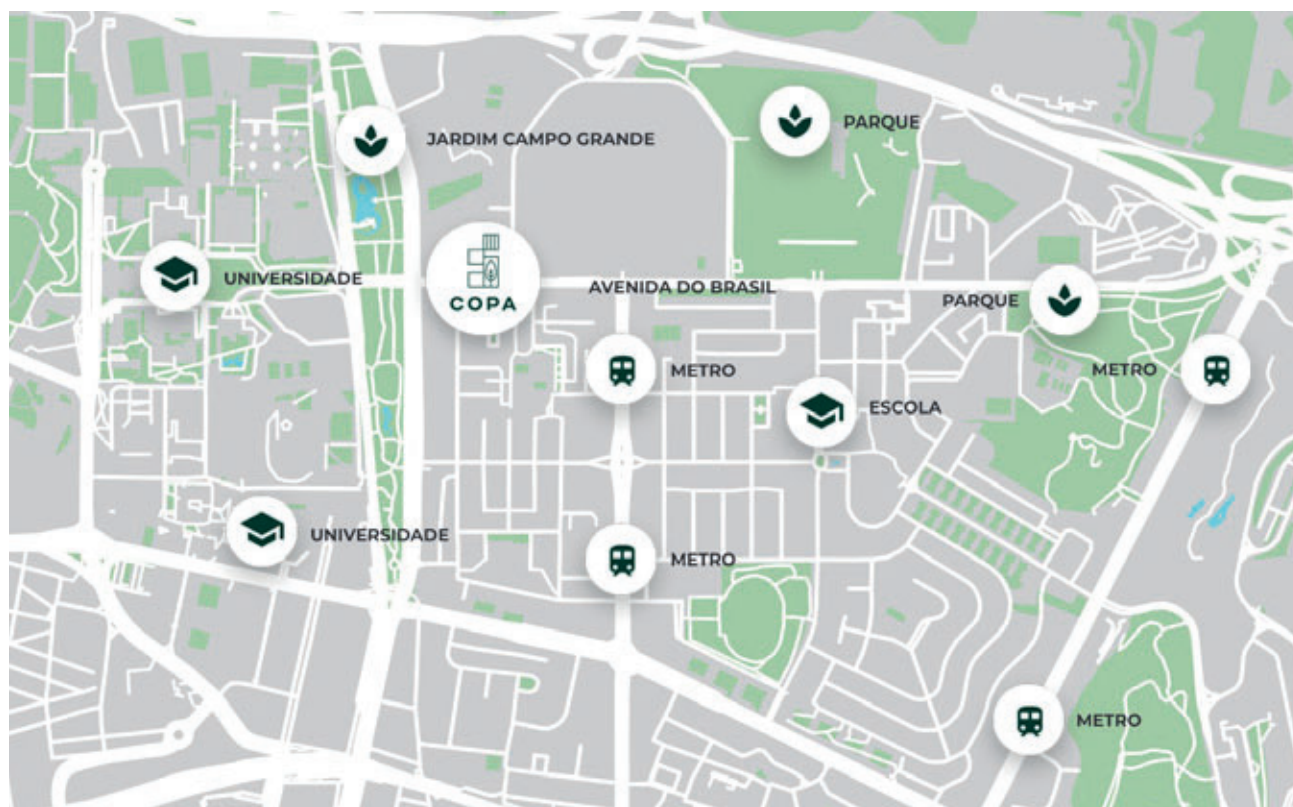 PARQUE
JARDIM CAMPO GRANDE
UNIVERSIDADE
AVENIDA DO BRASIL
COPA
PARQUE
METRO
METRO
ESCOLA
UNIVERSIDADE
METRO
METRO